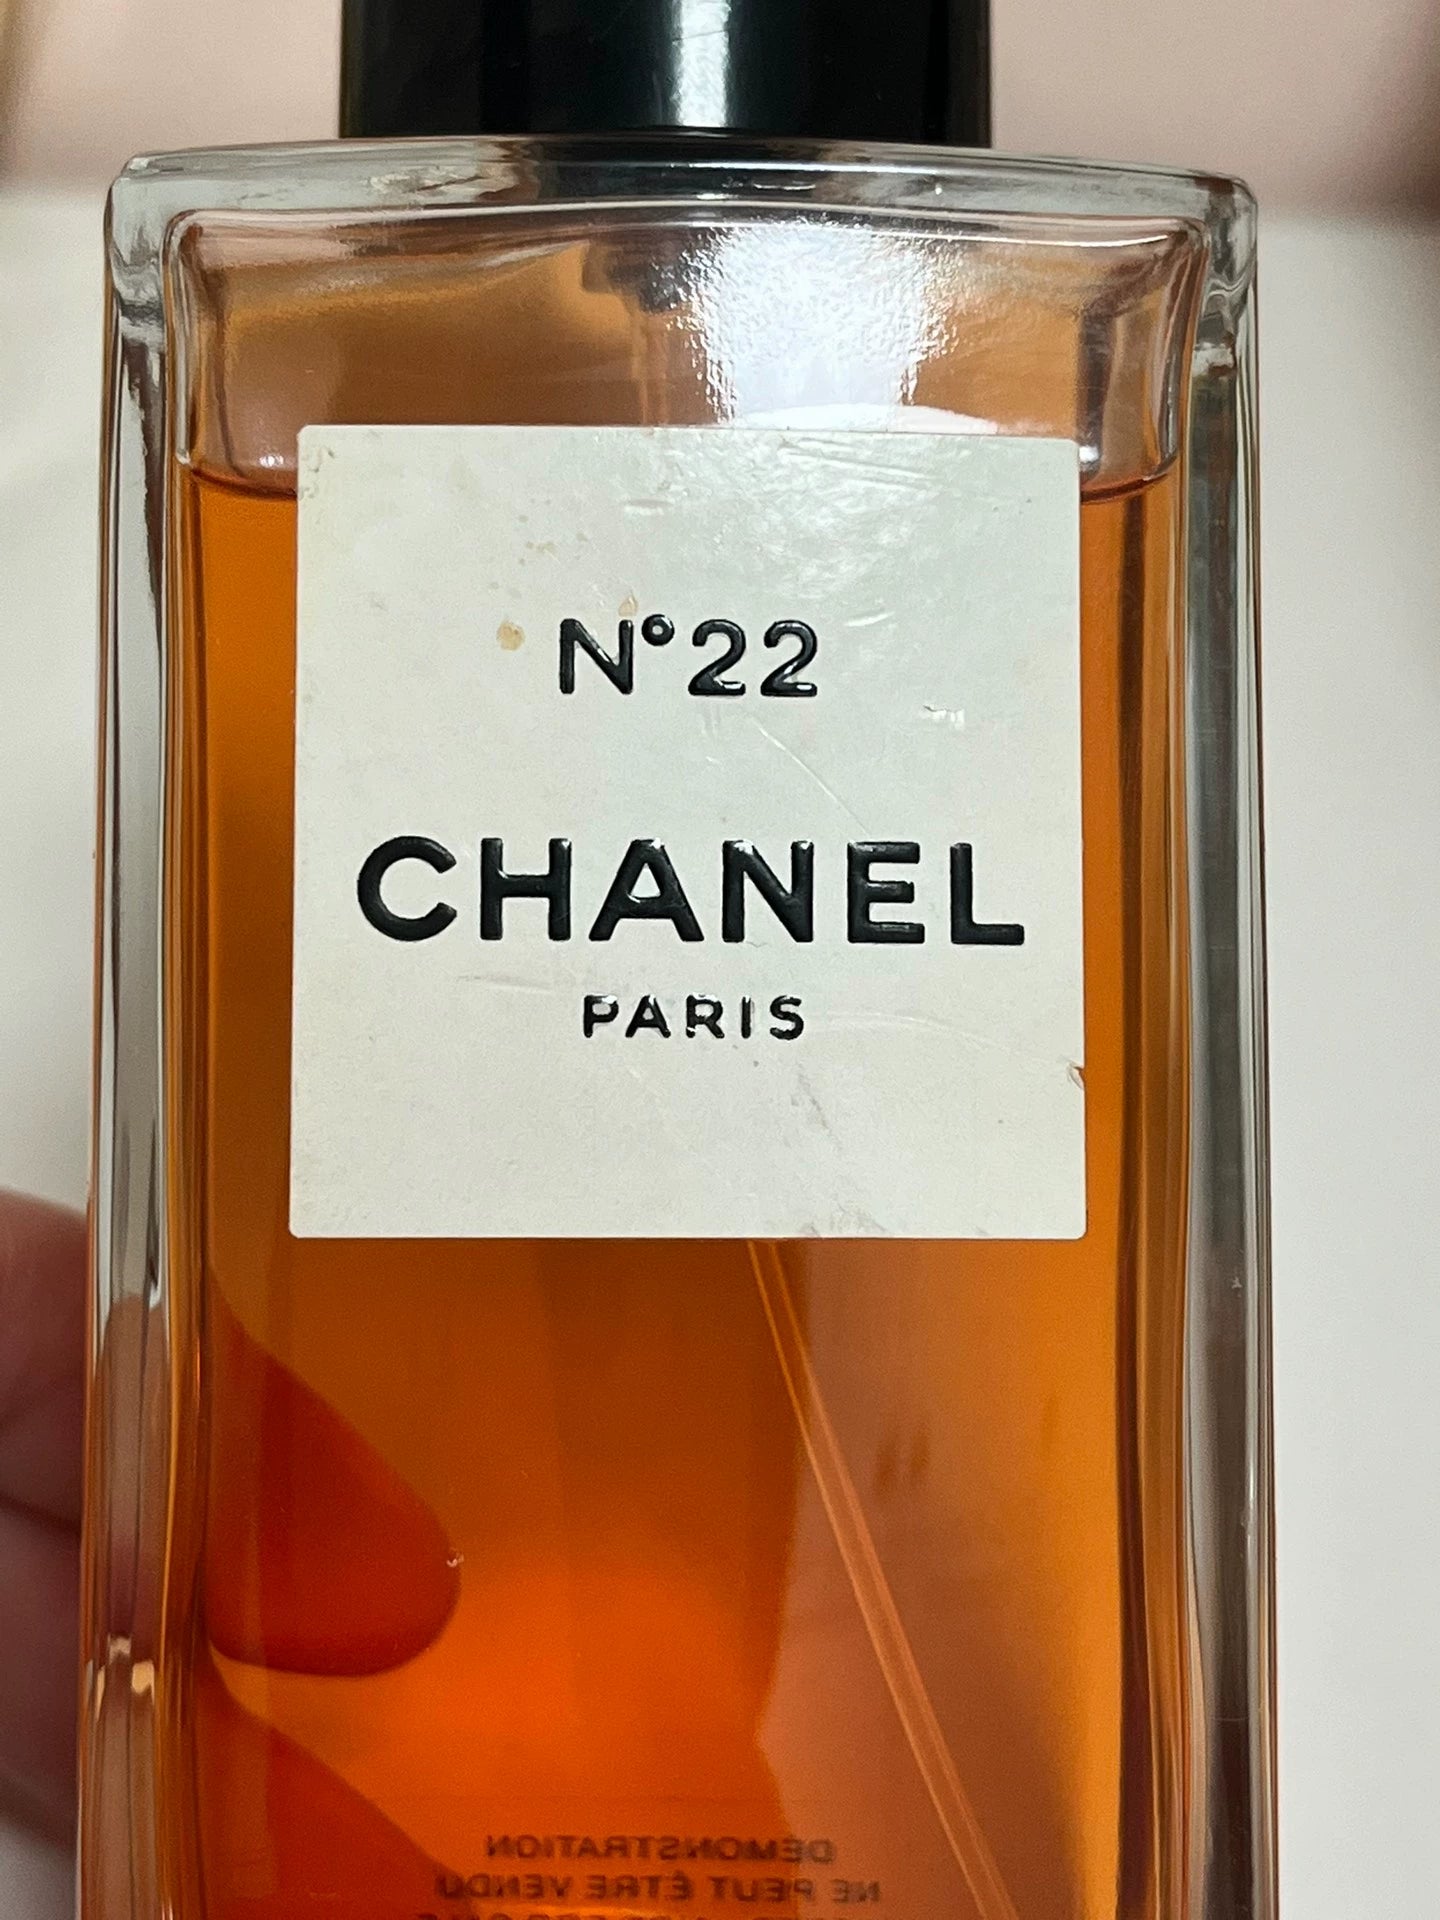 N°22
CHANEL
PARIS
DEMONSTRATION
NE PEUT ÊTRE VENDU